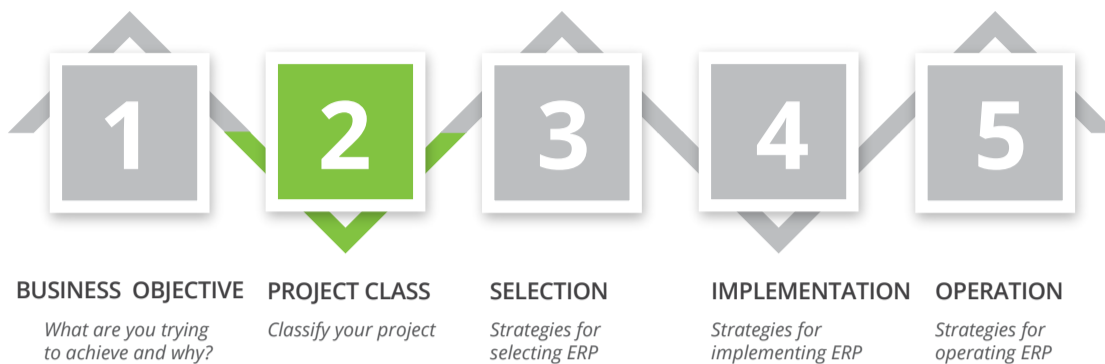 1
2
3
4
5
BUSINESS OBJECTIVE
What are you trying
to achieve and why?
PROJECT CLASS
Classify your project
SELECTION
Strategies for
selecting ERP
IMPLEMENTATION
Strategies for
implementing ERP
OPERATION
Strategies for
operating ERP